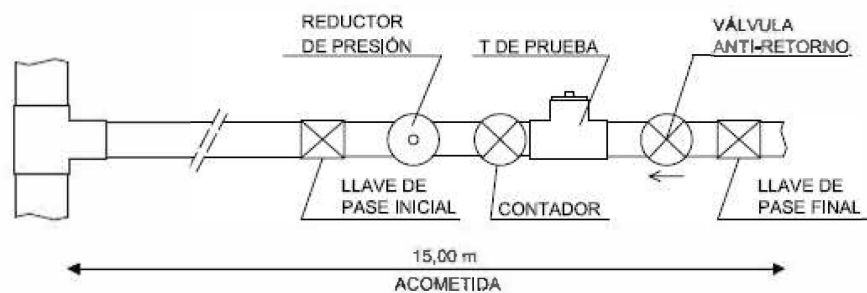 REDUCTOR
DE PRESIÓN
T DE PRUEBA
VÁLVULA
ANTI-RETORNO
LLAVE DE
PASE INICIAL
CONTADOR
LLAVE DE
PASE FINAL
15,00 m
ACOMETIDA